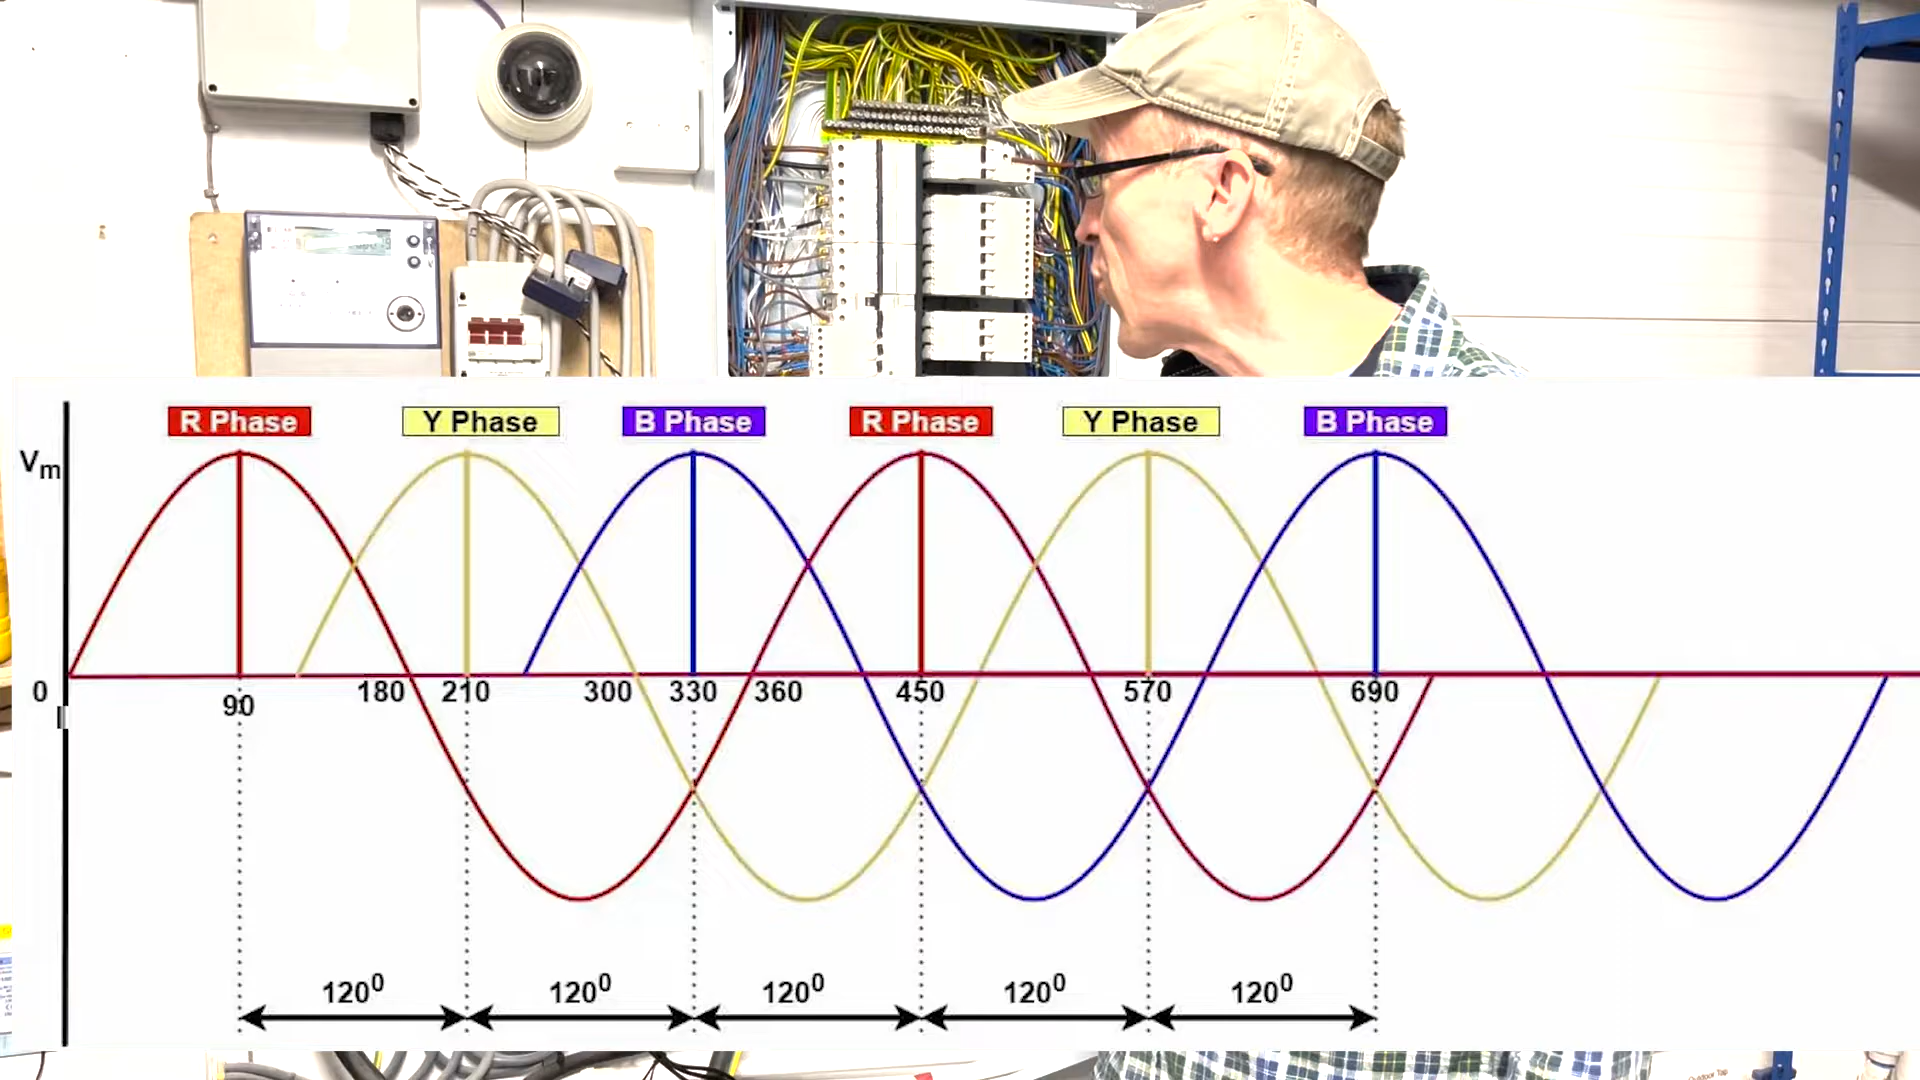 R Phase Y Phase B Phase R Phase Y Phase B Phase
Vm
0 90 180 210 300 330 360 450 570 690
120⁰ 120⁰ 120⁰ 120⁰ 120⁰